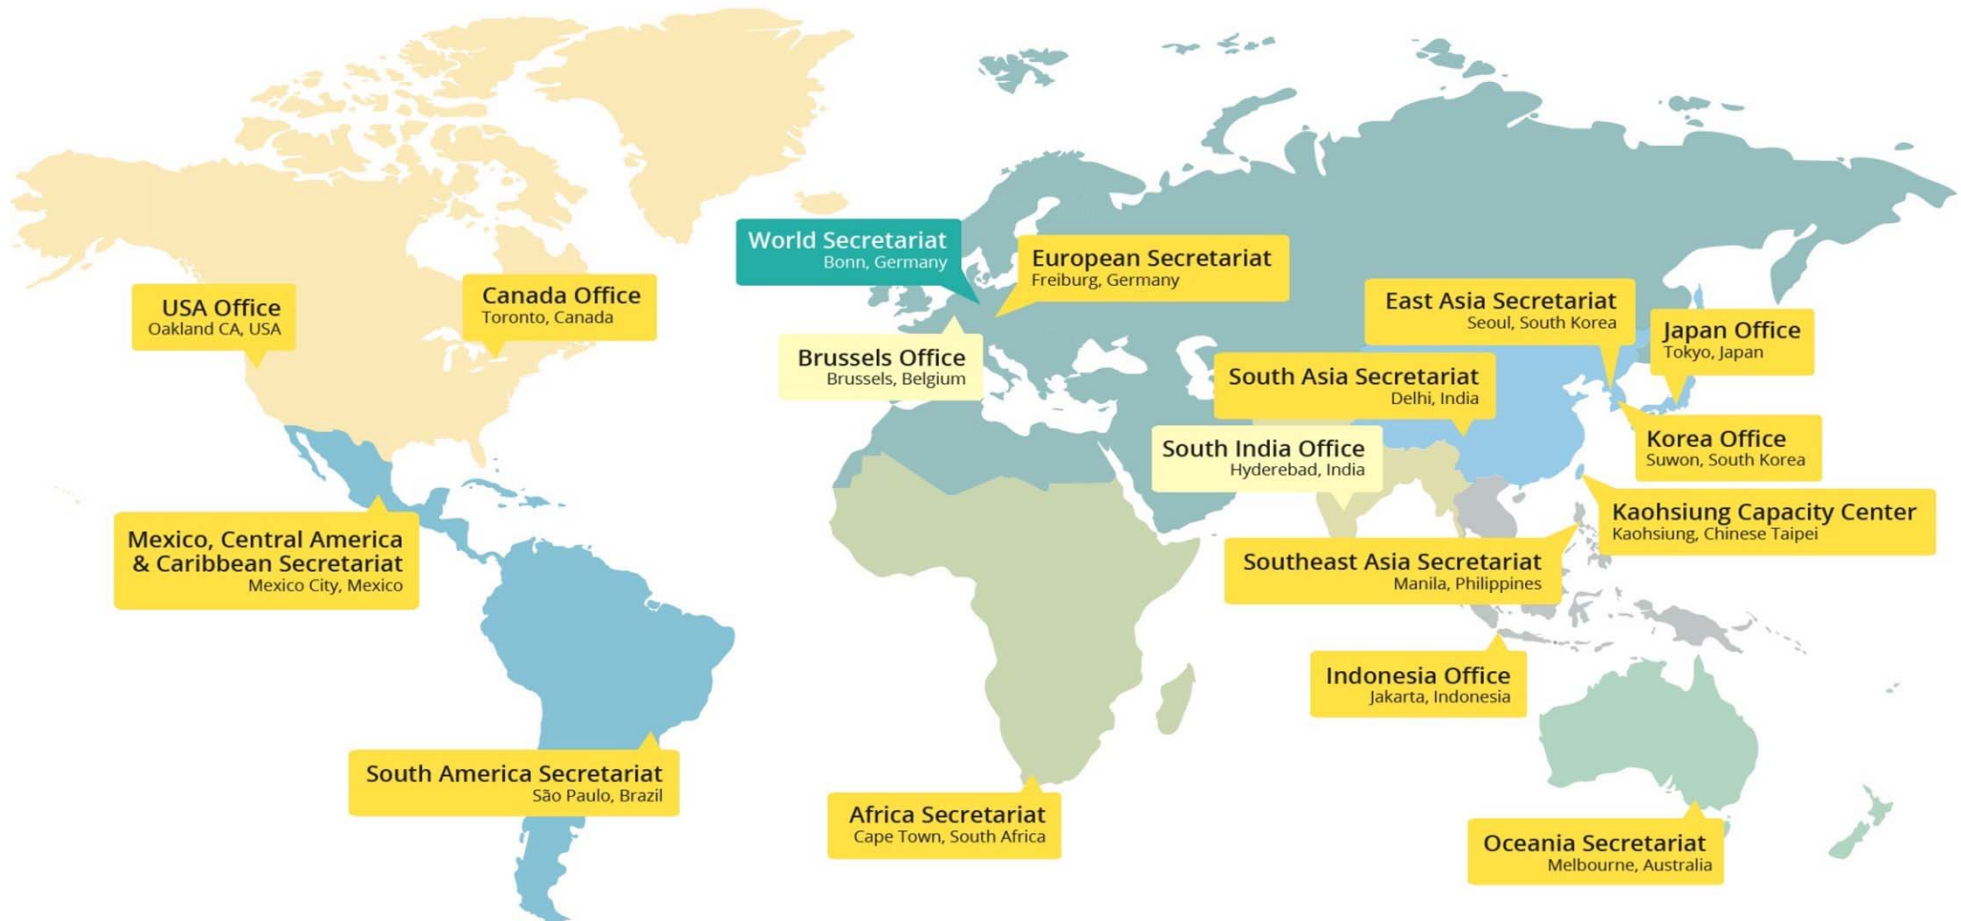 World Secretariat
Bonn, Germany
European Secretariat
Freiburg, Germany
USA Office
Oakland CA, USA
Canada Office
Toronto, Canada
East Asia Secretariat
Seoul, South Korea
Japan Office
Tokyo, Japan
Brussels Office
Brussels, Belgium
South Asia Secretariat
Delhi, India
South India Office
Hyderebad, India
Korea Office
Suwon, South Korea
Kaohsiung Capacity Center
Kaohsiung, Chinese Taipei
Mexico, Central America
& Caribbean Secretariat
Mexico City, Mexico
Southeast Asia Secretariat
Manila, Philippines
Indonesia Office
Jakarta, Indonesia
South America Secretariat
São Paulo, Brazil
Africa Secretariat
Cape Town, South Africa
Oceania Secretariat
Melbourne, Australia